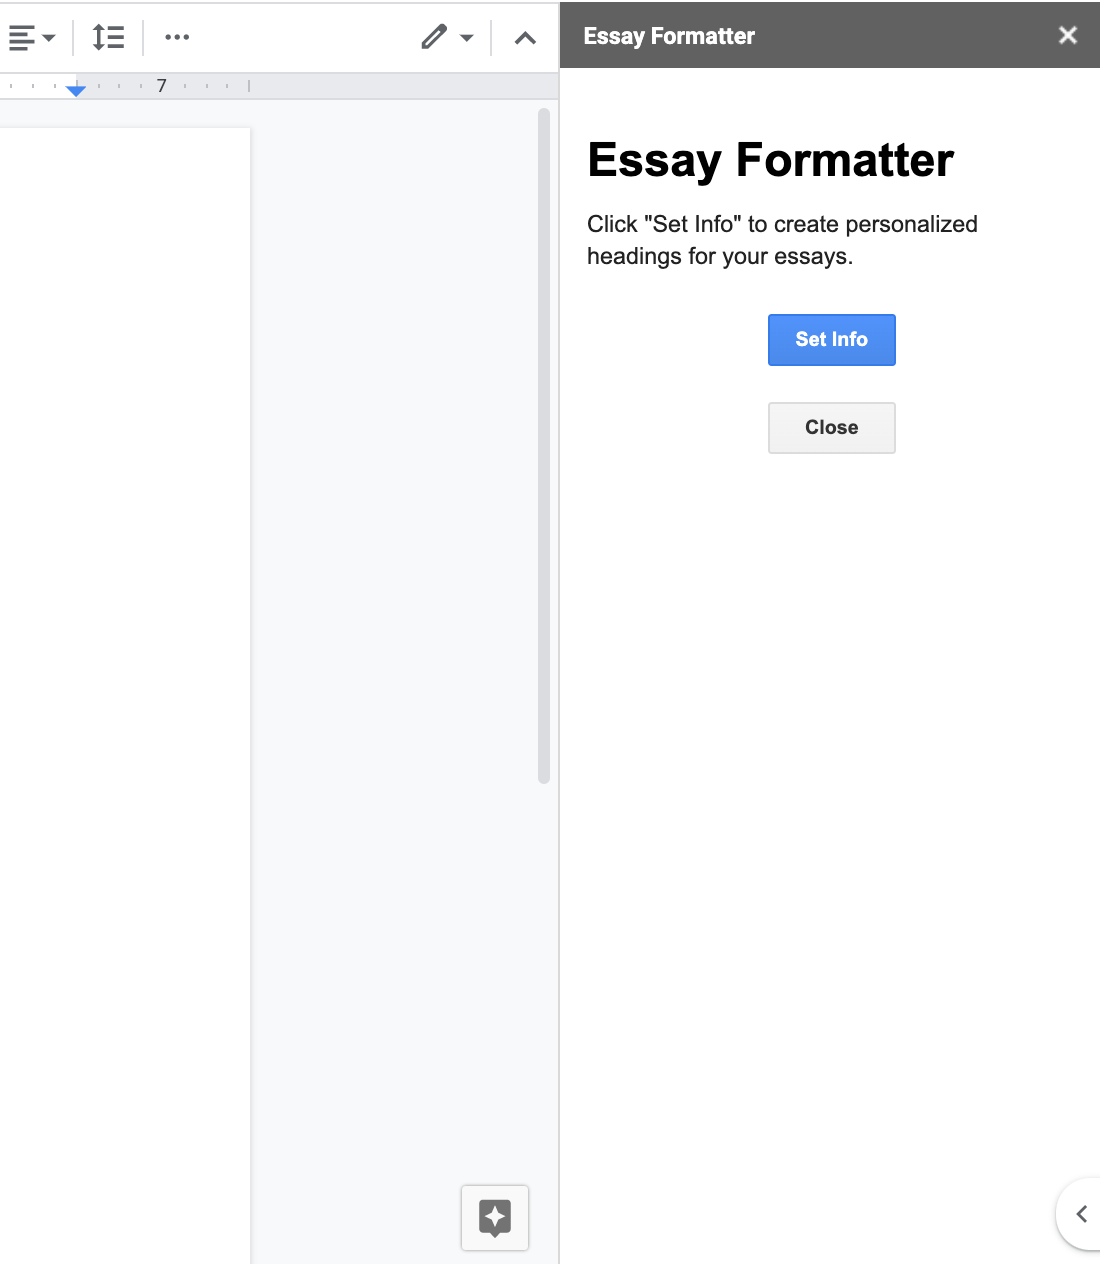 Essay Formatter
7
Essay Formatter
Click "Set Info" to create personalized
headings for your essays.
Set Info
Close